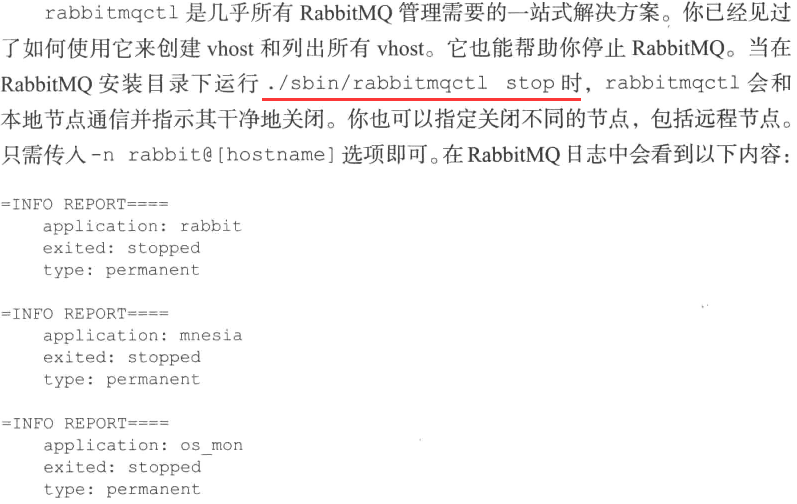 rabbitmqctl 是几乎所有 RabbitMQ 管理需要的一站式解决方案。你已经见过
了如何使用它来创建 vhost 和列出所有 vhost。它也能帮助你停止 RabbitMQ。当在
RabbitMQ 安装目录下运行 ./sbin/rabbitmqctl stop 时，rabbitmqctl 会和
本地节点通信并指示其干净地关闭。你也可以指定关闭不同的节点，包括远程节点。
只需传人 -n rabbit@[hostname] 选项即可。在 RabbitMQ 日志中会看到以下内容：
=INFO REPORT====
application: rabbit
exited: stopped
type: permanent
=INFO REPORT====
application: mnesia
exited: stopped
type: permanent
=INFO REPORT====
application: os_mon
exited: stopped
type: permanent